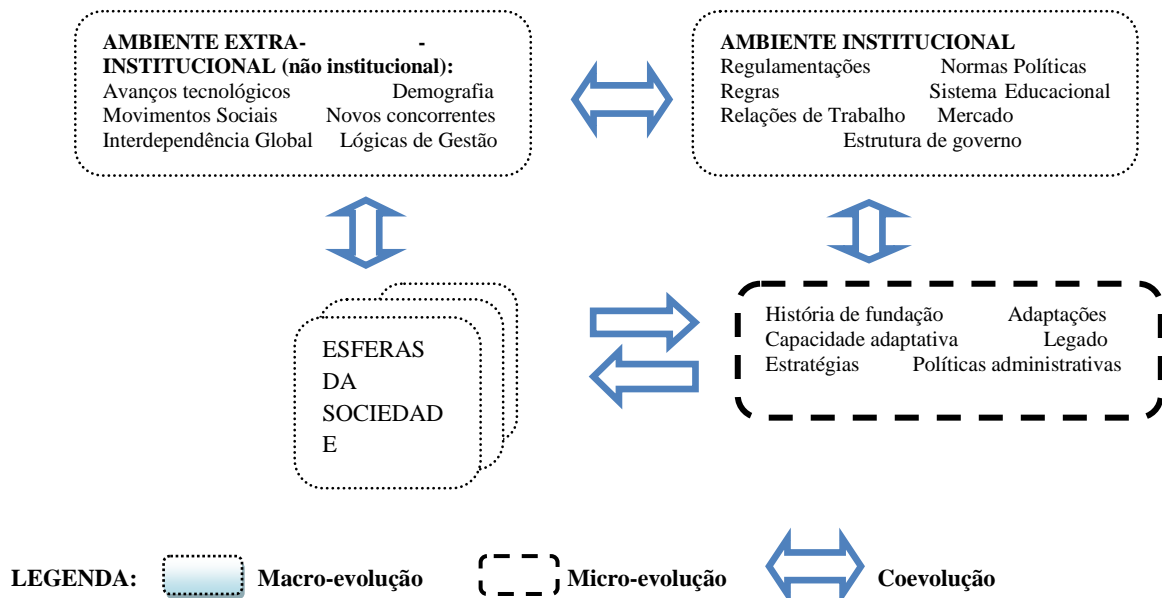 AMBIENTE EXTRA- -
INSTITUCIONAL (não institucional):
Avanços tecnológicos Demografia
Movimentos Sociais Novos concorrentes
Interdependência Global Lógicas de Gestão
AMBIENTE INSTITUCIONAL
Regulamentações Normas Políticas
Regras Sistema Educacional
Relações de Trabalho Mercado
Estrutura de governo
ESFERAS
DA
SOCIEDAD
E
História de fundação Adaptações
Capacidade adaptativa Legado
Estratégias Políticas administrativas
LEGENDA: Macro-evolução Micro-evolução Coevolução